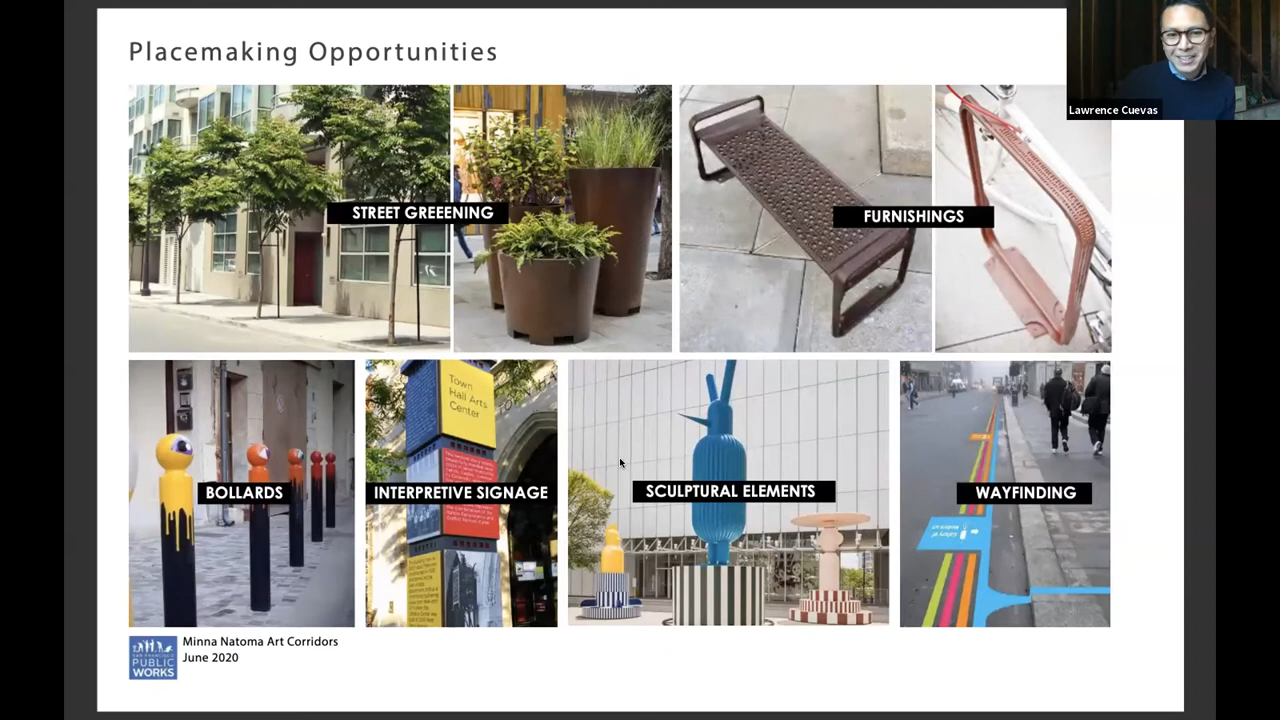 Placemaking Opportunities
Lawrence Cuevas
STREET GREEENING
FURNISHINGS
BOLLARDS
Town
Hall Arts
Center
INTERPRETIVE SIGNAGE
SCULPTURAL ELEMENTS
WAYFINDING
SAN FRANCISCO
PUBLIC
WORKS
Minna Natoma Art Corridors
June 2020